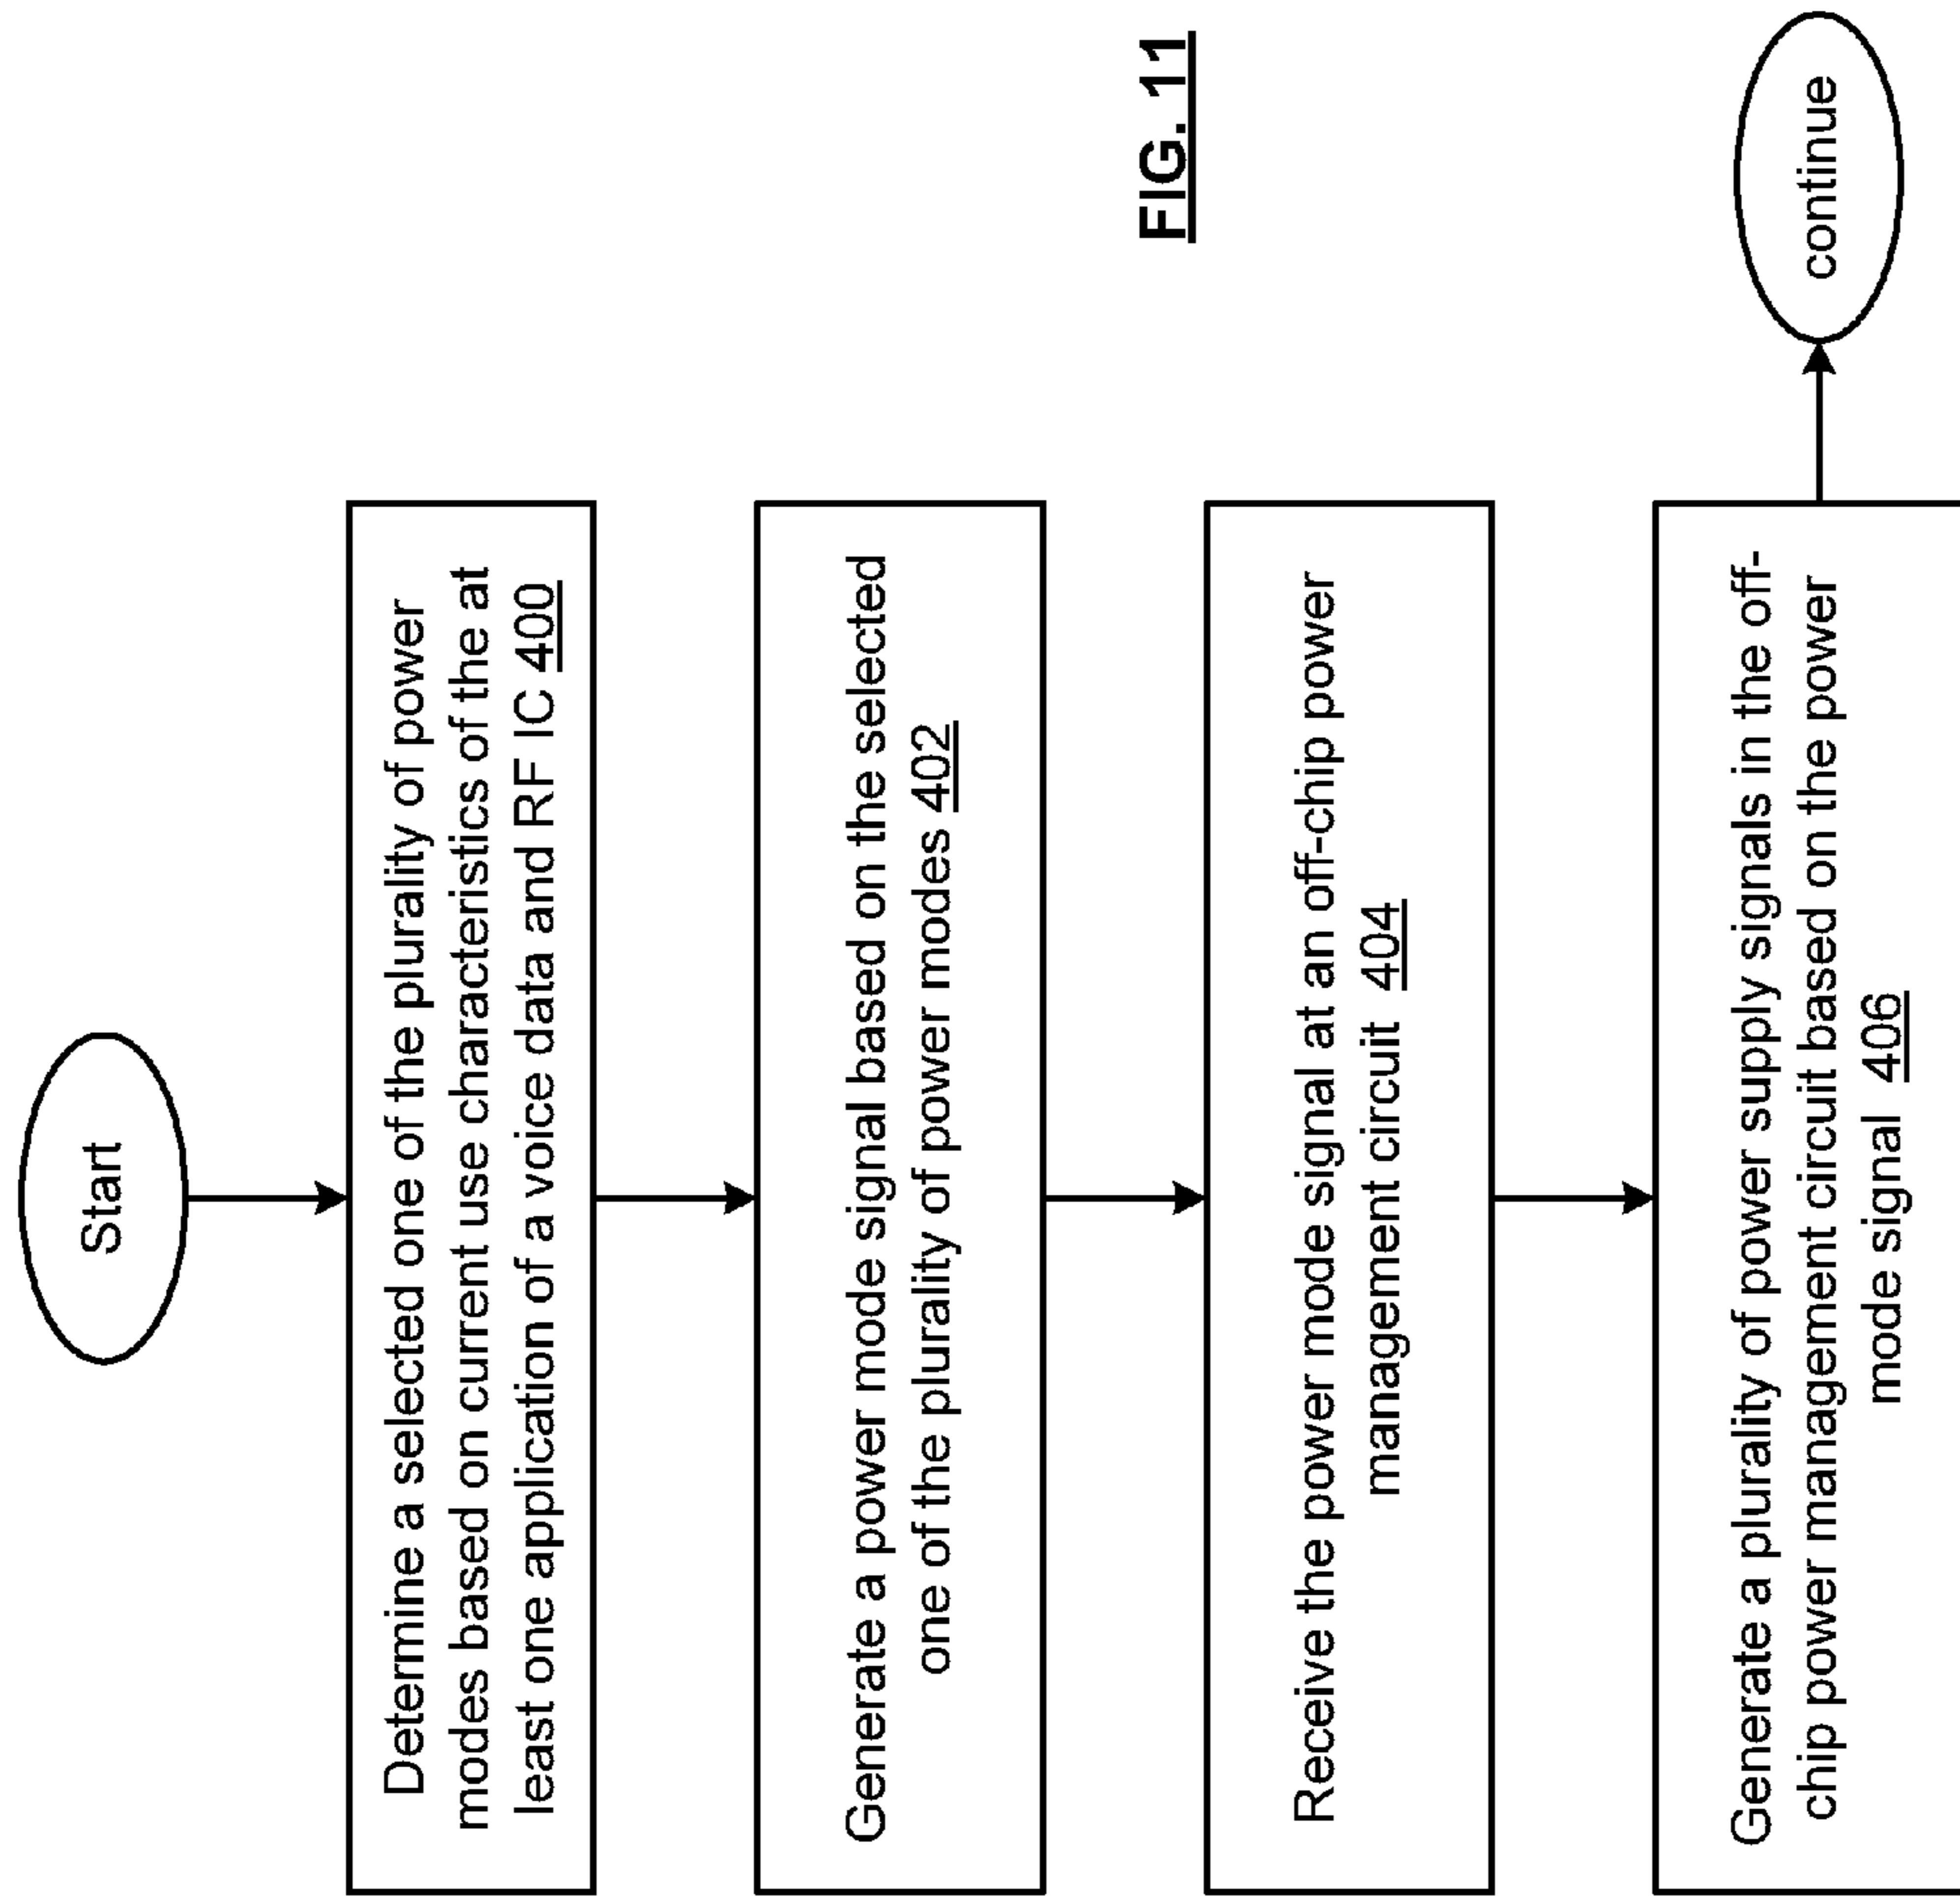 Start
Determine a selected one of the plurality of power
modes based on current use characteristics of the at
least one application of a voice data and RF IC 400
Generate a power mode signal based on the selected
one of the plurality of power modes 402
Receive the power mode signal at an off-chip power
management circuit 404
Generate a plurality of power supply signals in the off-
chip power management circuit based on the power
mode signal 406
continue
FIG. 11